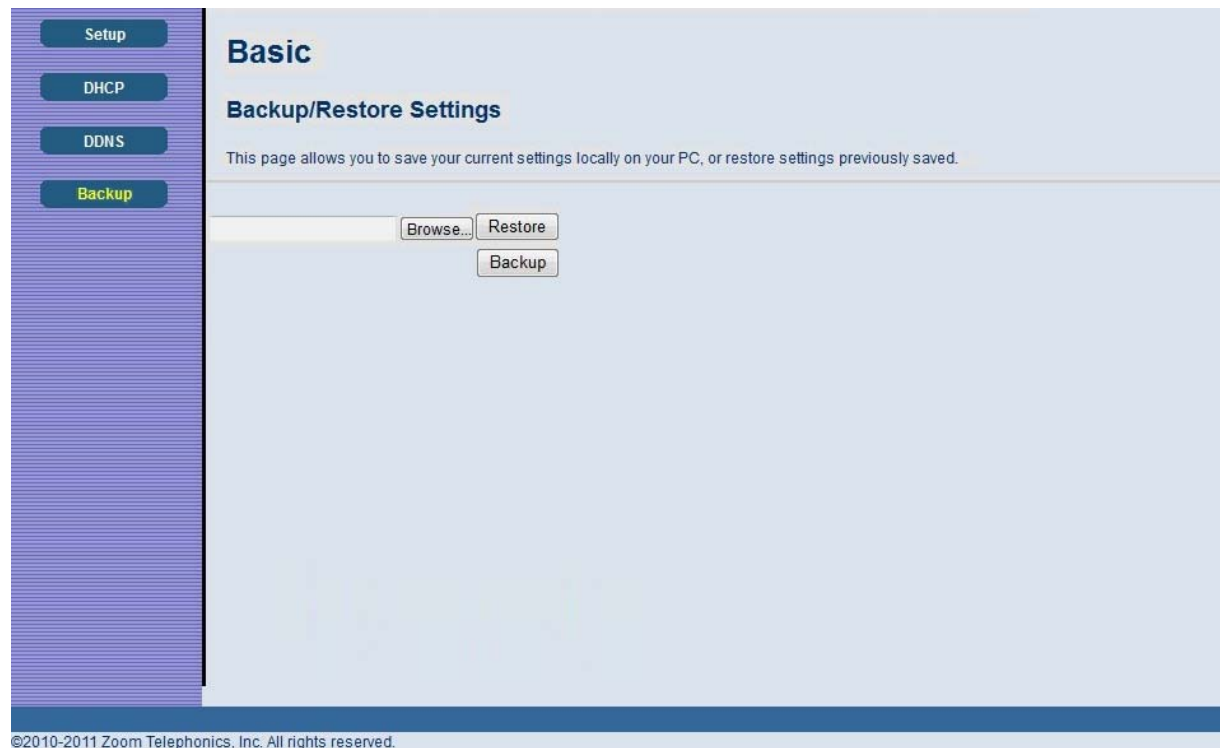 Setup
DHCP
DDNS
Backup
Basic
Backup/Restore Settings
This page allows you to save your current settings locally on your PC, or restore settings previously saved.
Browse... Restore
Backup
©2010-2011 Zoom Telephonics, Inc. All rights reserved.